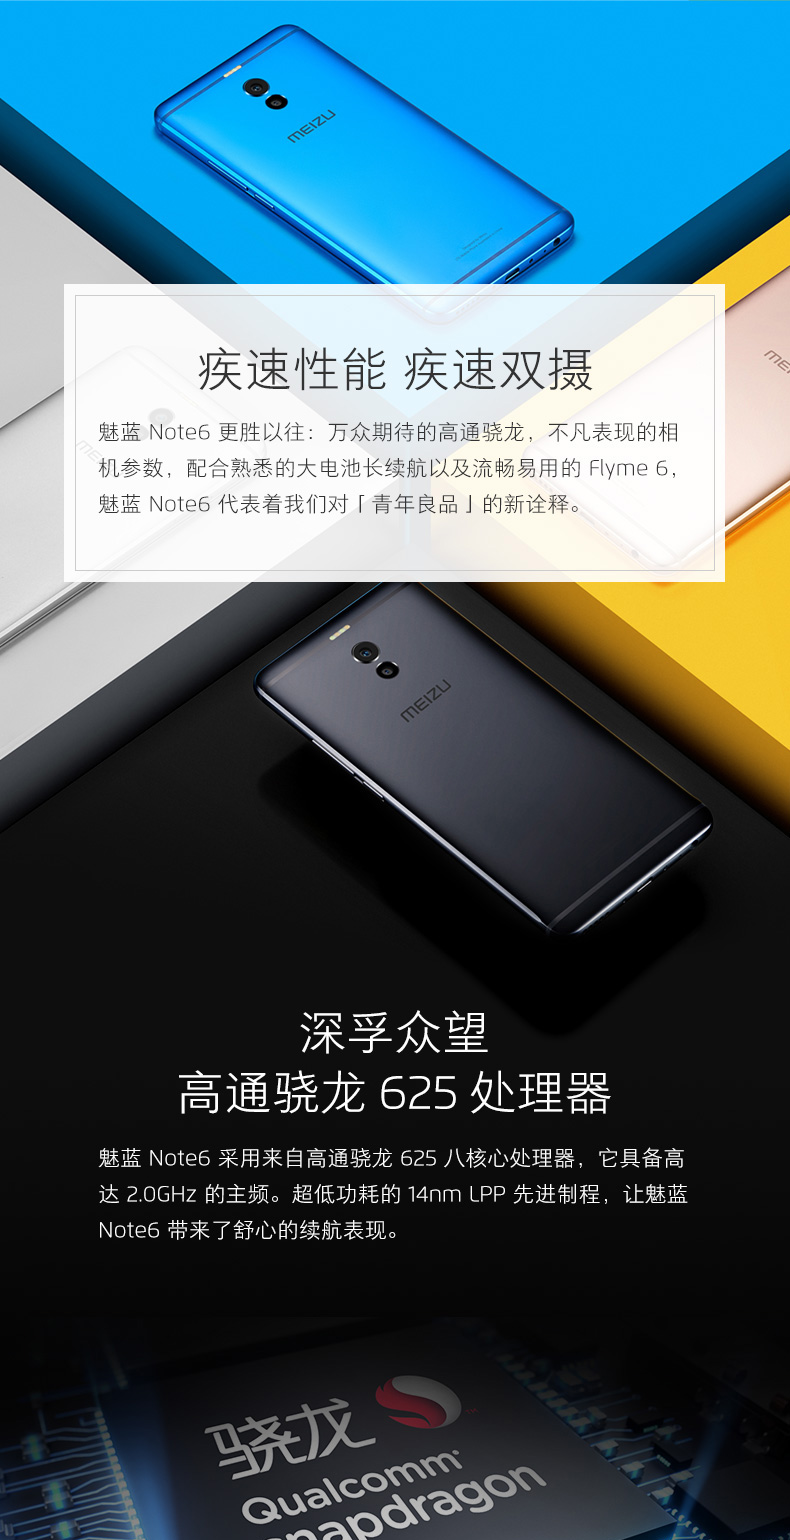 MEIZU
疾速性能 疾速双摄
魅蓝 Note6 更胜以往：万众期待的高通骁龙，不凡表现的相
机参数，配合熟悉的大电池长续航以及流畅易用的 Flyme 6，
魅蓝 Note6 代表着我们对「青年良品」的新诠释。
MEIZU
深孚众望
高通骁龙 625 处理器
魅蓝 Note6 采用来自高通骁龙 625 八核心处理器，它具备高
达 2.0GHz 的主频。超低功耗的 14nm LPP 先进制程，让魅蓝
Note6 带来了舒心的续航表现。
骁龙
Qualcomm
snapdragon